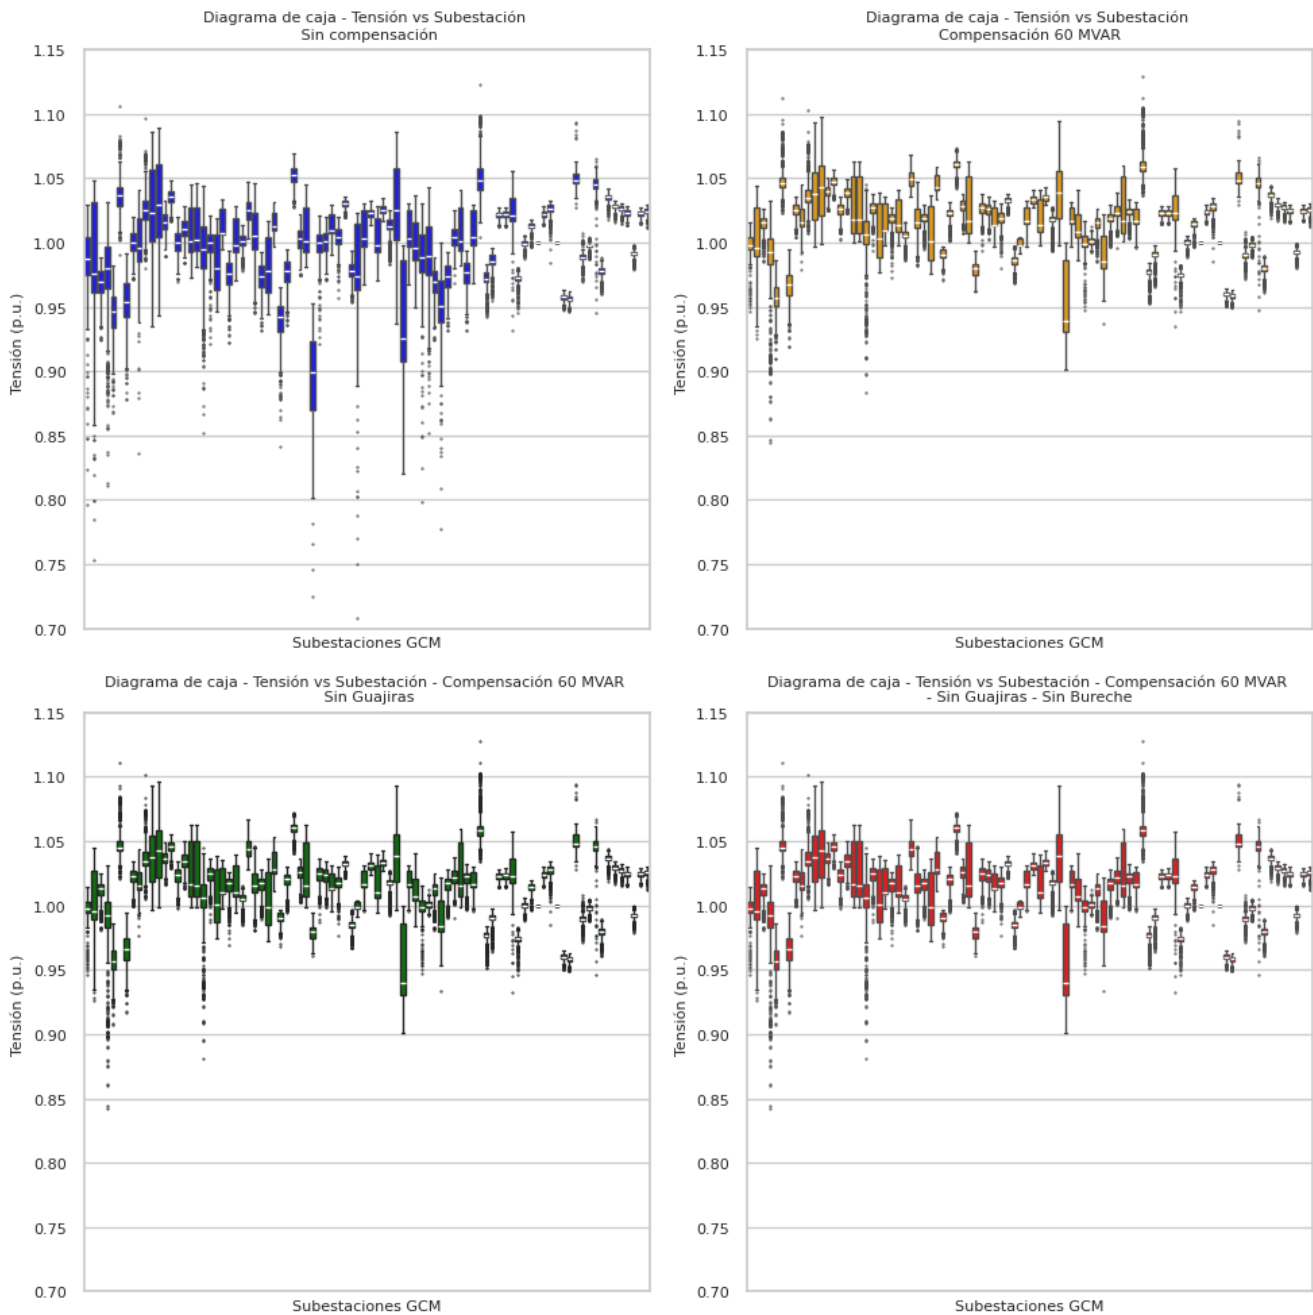 Diagrama de caja - Tensión vs Subestación
Sin compensación
1.15
1.10
1.05
1.00
0.95
0.90
0.85
0.80
0.75
0.70
Tensión (p.u.)
Subestaciones GCM
Diagrama de caja - Tensión vs Subestación
Compensación 60 MVAR
1.15
1.10
1.05
1.00
0.95
0.90
0.85
0.80
0.75
0.70
Tensión (p.u.)
Subestaciones GCM
Diagrama de caja - Tensión vs Subestación - Compensación 60 MVAR
Sin Guajiras
1.15
1.10
1.05
1.00
0.95
0.90
0.85
0.80
0.75
0.70
Tensión (p.u.)
Subestaciones GCM
Diagrama de caja - Tensión vs Subestación - Compensación 60 MVAR
- Sin Guajiras - Sin Bureche
1.15
1.10
1.05
1.00
0.95
0.90
0.85
0.80
0.75
0.70
Tensión (p.u.)
Subestaciones GCM